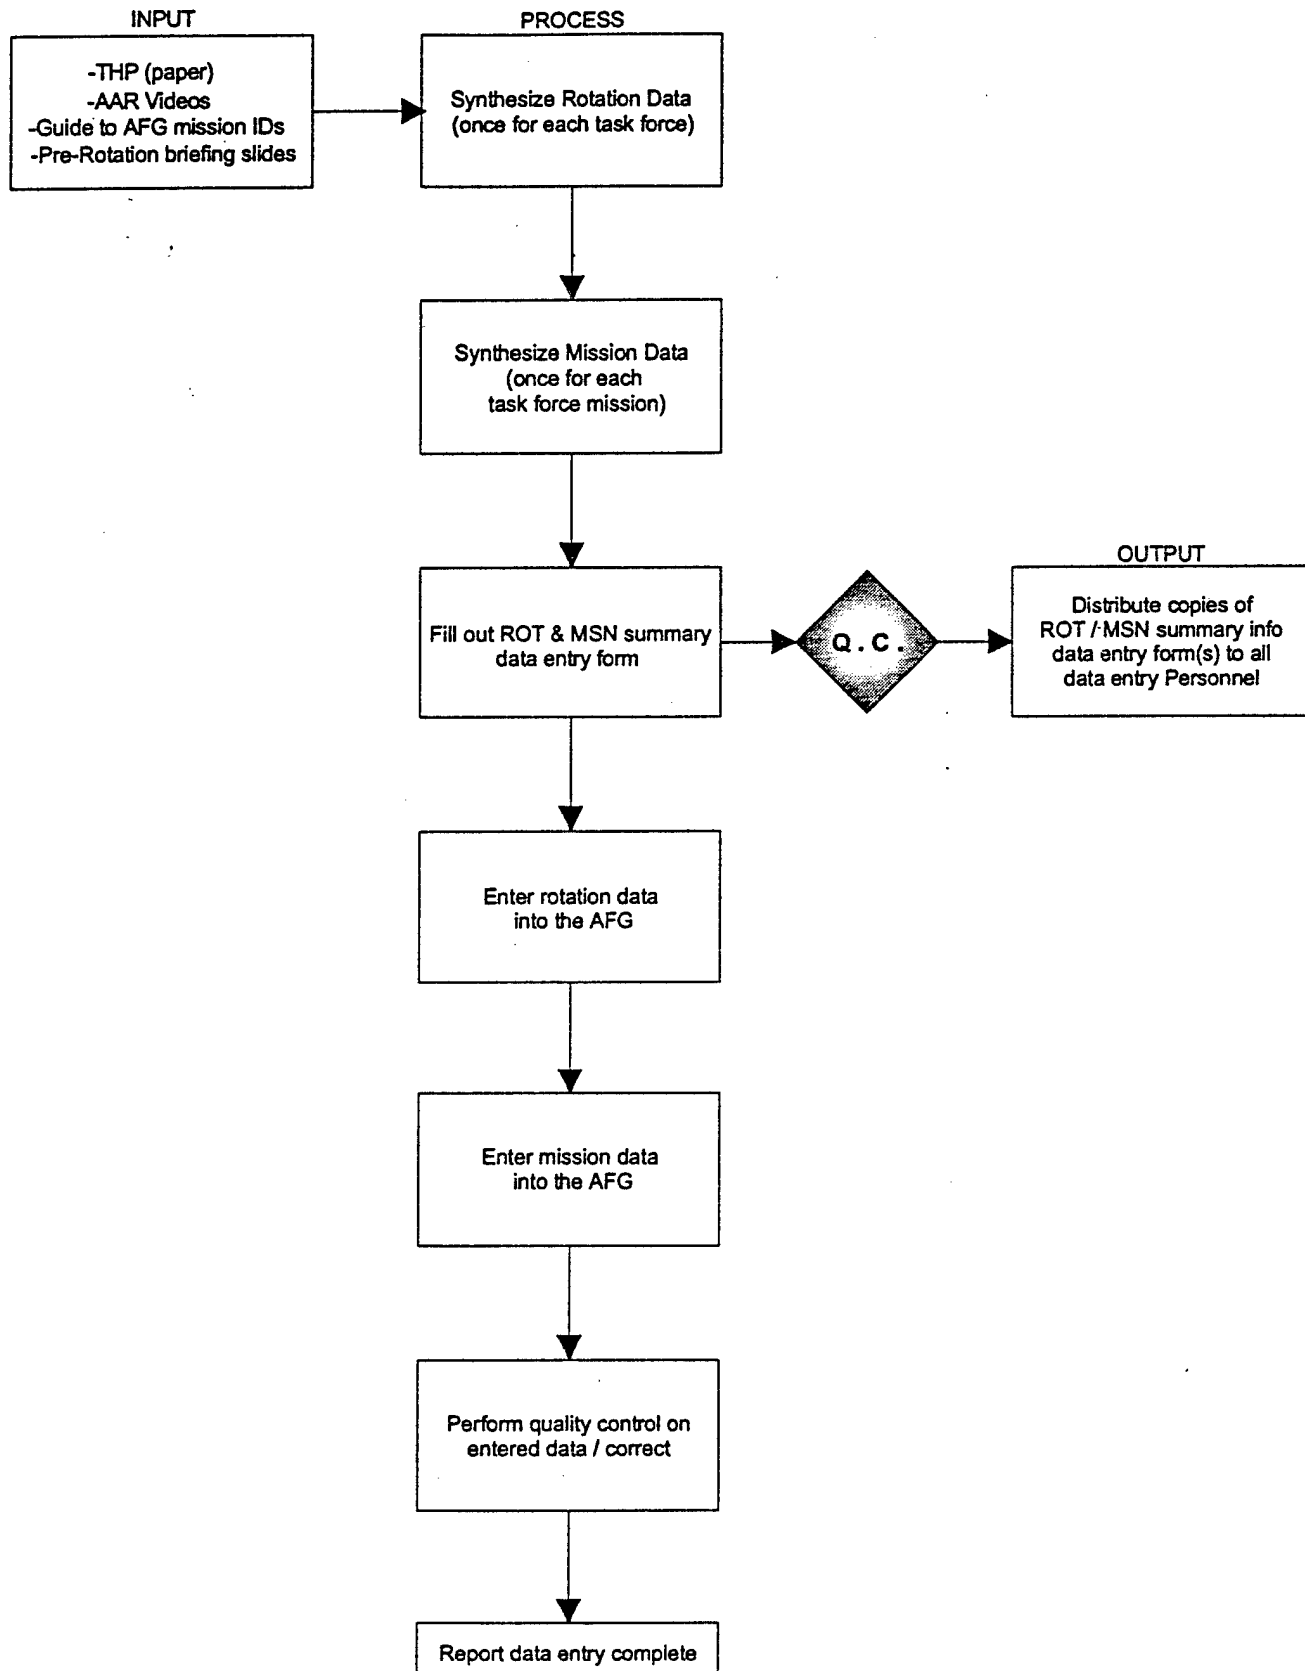 INPUT
-THP (paper)
-AAR Videos
-Guide to AFG mission IDs
-Pre-Rotation briefing slides
PROCESS
Synthesize Rotation Data
(once for each task force)
Synthesize Mission Data
(once for each
task force mission)
Fill out ROT & MSN summary
data entry form
Q.C.
OUTPUT
Distribute copies of
ROT / MSN summary info
data entry form(s) to all
data entry Personnel
Enter rotation data
into the AFG
Enter mission data
into the AFG
Perform quality control on
entered data / correct
Report data entry complete